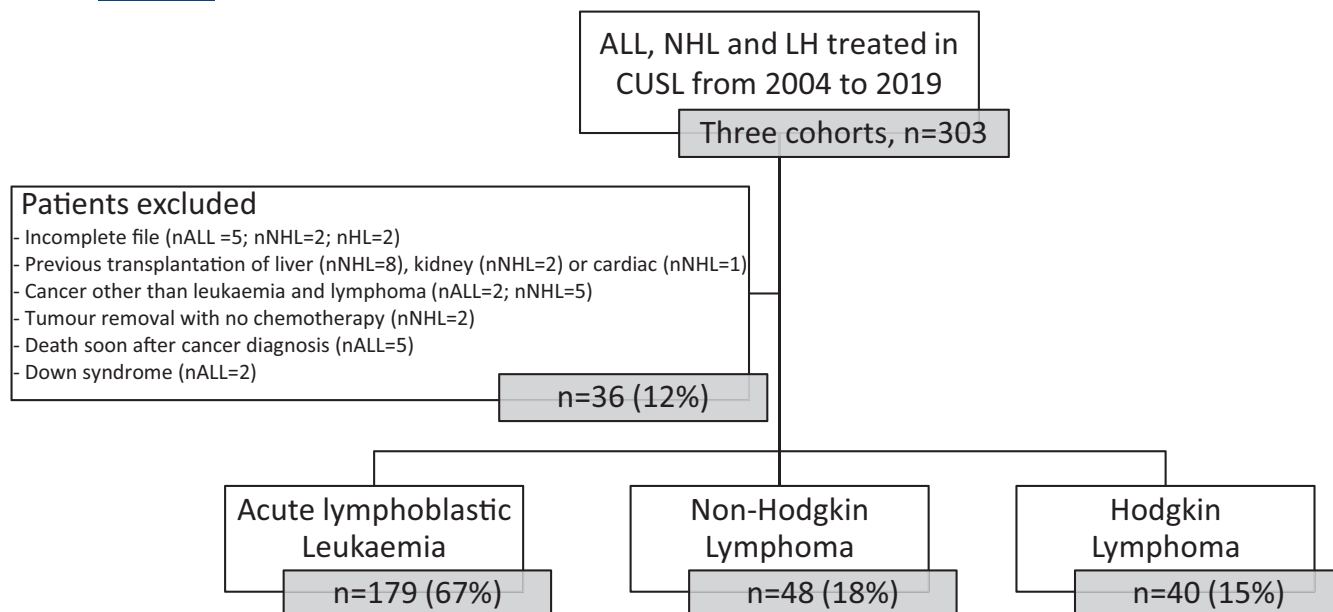 ALL, NHL and LH treated in
CUSL from 2004 to 2019
Three cohorts, n=303
Patients excluded
- Incomplete file (nALL =5; nNHL=2; nHL=2)
- Previous transplantation of liver (nNHL=8), kidney (nNHL=2) or cardiac (nNHL=1)
- Cancer other than leukaemia and lymphoma (nALL=2; nNHL=5)
- Tumour removal with no chemotherapy (nNHL=2)
- Death soon after cancer diagnosis (nALL=5)
- Down syndrome (nALL=2)
n=36 (12%)
Acute lymphoblastic
Leukaemia
n=179 (67%)
Non-Hodgkin
Lymphoma
n=48 (18%)
Hodgkin
Lymphoma
n=40 (15%)